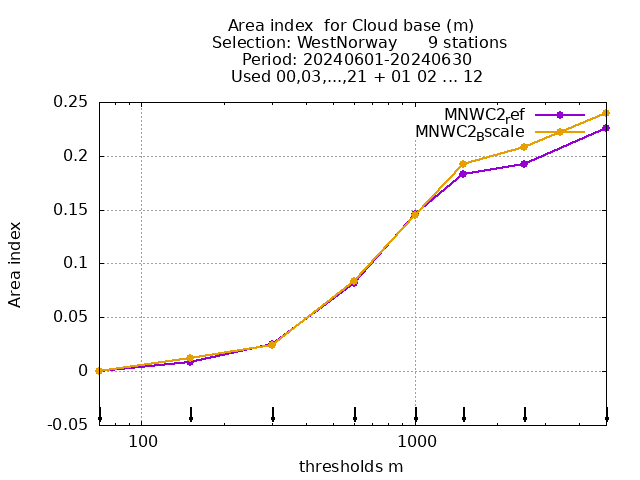 Area index  for Cloud base (m)
Selection: WestNorway      9 stations
Period: 20240601-20240630
Used 00,03,...,21 + 01 02 ... 12
MNWC2ref
MNWC2Bscale
0.25
0.2
0.15
0.1
0.05
0
-0.05
Area index
100
1000
thresholds m